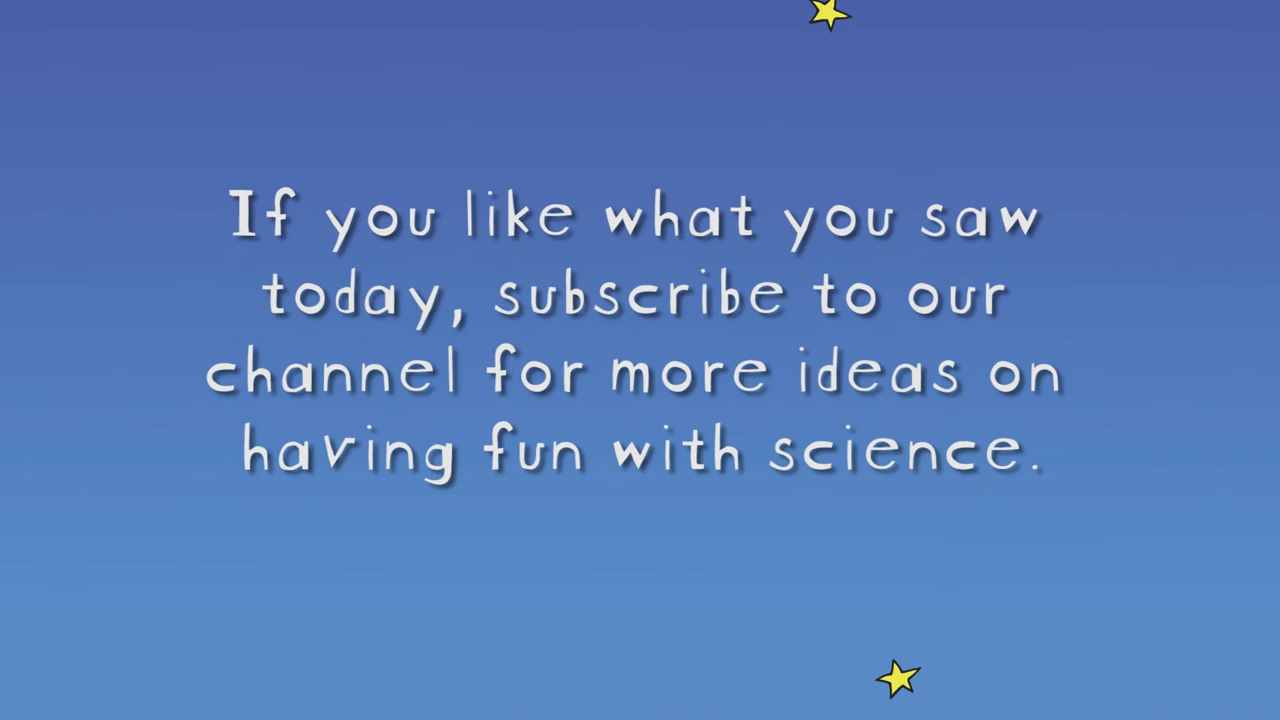 If you like what you saw
today, subscribe to our
channel for more ideas on
having fun with science.